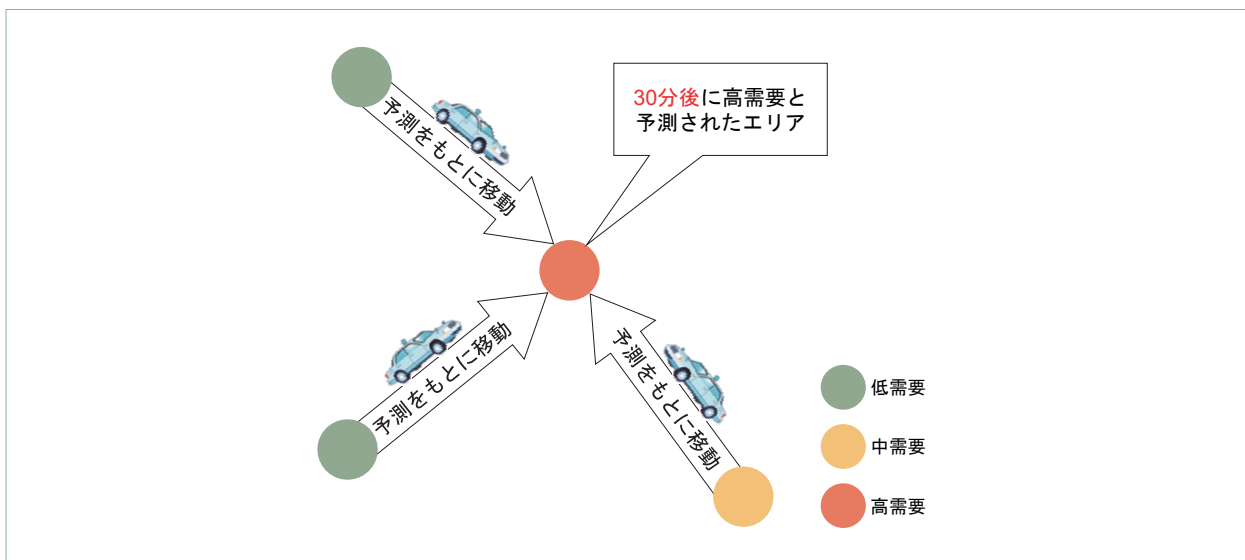 30分後に高需要と
予測されたエリア
予測をもとに移動
予測をもとに移動
予測をもとに移動
低需要
中需要
高需要